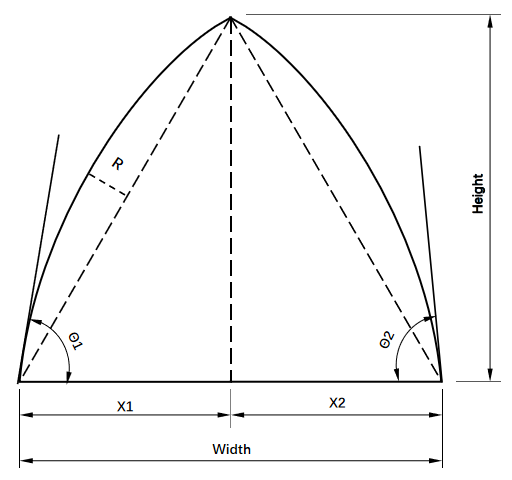 R
Height
Θ1
Θ2
X1
X2
Width